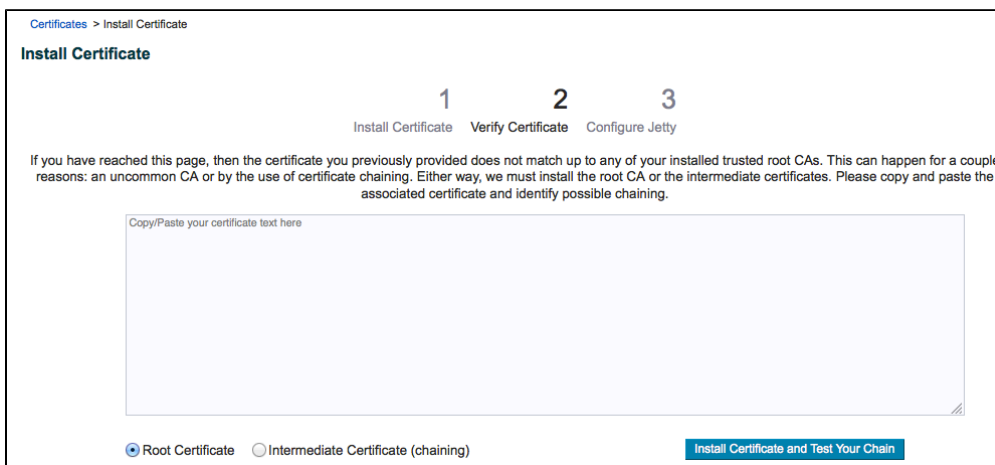 Certificates > Install Certificate
Install Certificate
1 2 3
Install Certificate Verify Certificate Configure Jetty
If you have reached this page, then the certificate you previously provided does not match up to any of your installed trusted root CAs. This can happen for a couple
reasons: an uncommon CA or by the use of certificate chaining. Either way, we must install the root CA or the intermediate certificates. Please copy and paste the
associated certificate and identify possible chaining.
Copy/Paste your certificate text here
Root Certificate Intermediate Certificate (chaining) Install Certificate and Test Your Chain